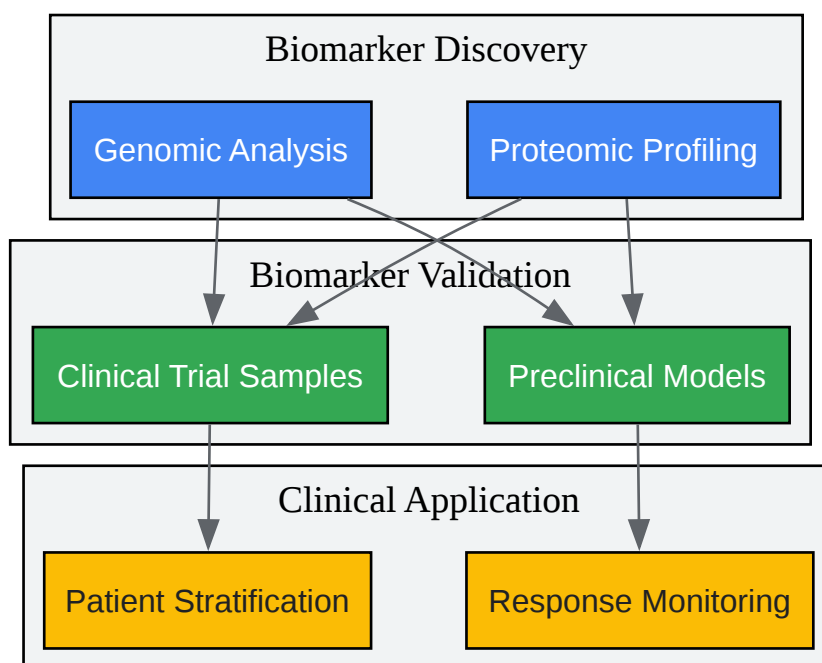 Biomarker Discovery
Genomic Analysis
Proteomic Profiling
Biomarker Validation
Clinical Trial Samples
Preclinical Models
Clinical Application
Patient Stratification
Response Monitoring